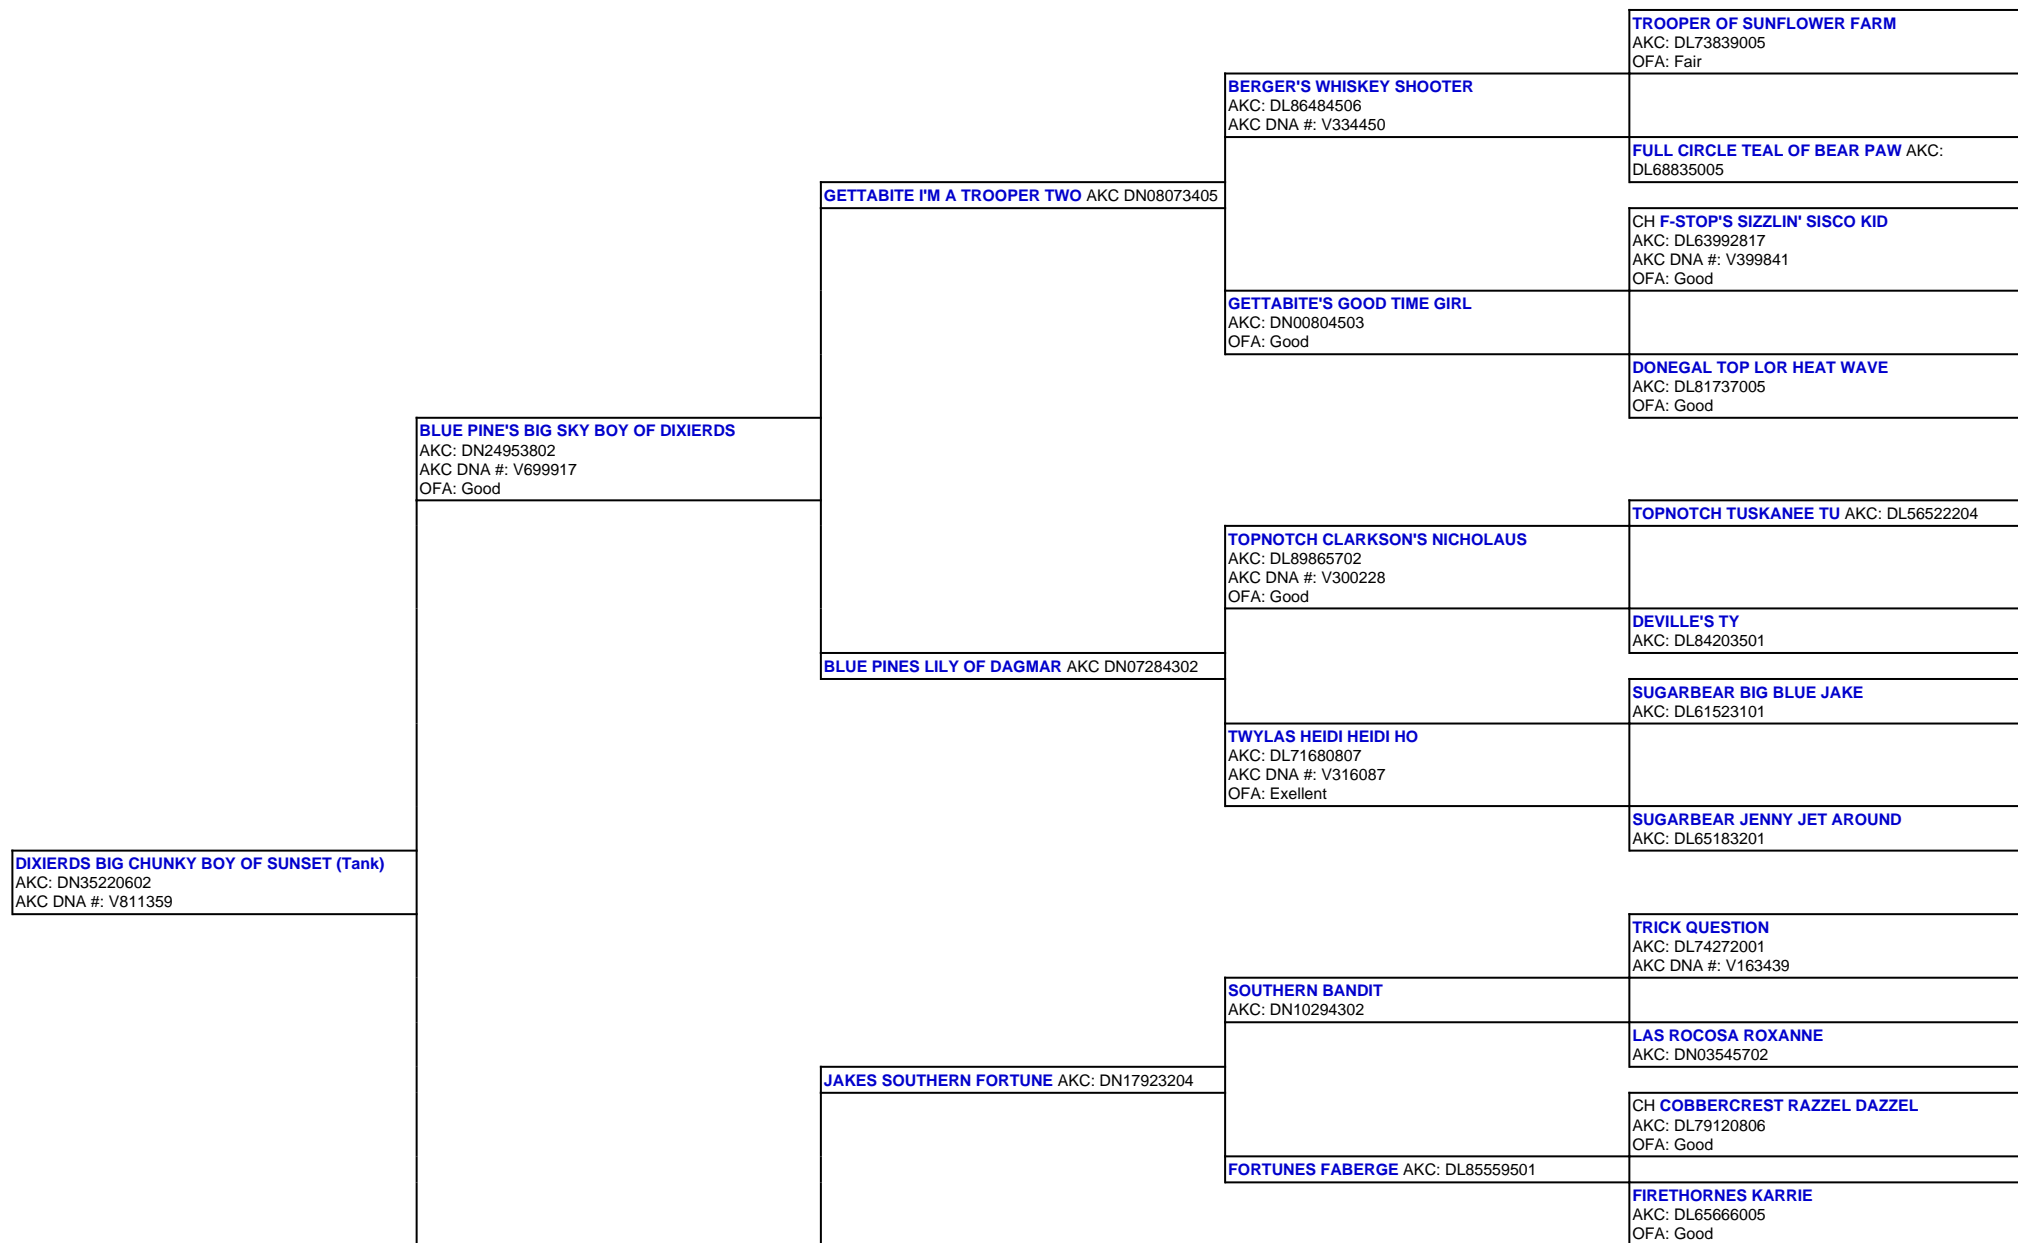 TROOPER OF SUNFLOWER FARM
AKC: DL73839005
OFA: Fair
BERGER'S WHISKEY SHOOTER
AKC: DL86484506
AKC DNA #: V334450
FULL CIRCLE TEAL OF BEAR PAW AKC:
DL68835005
GETTABITE I'M A TROOPER TWO AKC DN08073405
CH F-STOP'S SIZZLIN' SISCO KID
AKC: DL63992817
AKC DNA #: V399841
OFA: Good
GETTABITE'S GOOD TIME GIRL
AKC: DN00804503
OFA: Good
DONEGAL TOP LOR HEAT WAVE
AKC: DL81737005
OFA: Good
BLUE PINE'S BIG SKY BOY OF DIXIERDS
AKC: DN24953802
AKC DNA #: V699917
OFA: Good
TOPNOTCH TUSKANEE TU AKC: DL56522204
TOPNOTCH CLARKSON'S NICHOLAUS
AKC: DL89865702
AKC DNA #: V300228
OFA: Good
DEVILLE'S TY
AKC: DL84203501
BLUE PINES LILY OF DAGMAR AKC DN07284302
SUGARBEAR BIG BLUE JAKE
AKC: DL61523101
TWYLAS HEIDI HEIDI HO
AKC: DL71680807
AKC DNA #: V316087
OFA: Exellent
SUGARBEAR JENNY JET AROUND
AKC: DL65183201
DIXIERDS BIG CHUNKY BOY OF SUNSET (Tank)
AKC: DN35220602
AKC DNA #: V811359
TRICK QUESTION
AKC: DL74272001
AKC DNA #: V163439
SOUTHERN BANDIT
AKC: DN10294302
LAS ROCOSA ROXANNE
AKC: DN03545702
JAKES SOUTHERN FORTUNE AKC: DN17923204
CH COBBERCREST RAZZEL DAZZEL
AKC: DL79120806
OFA: Good
FORTUNES FABERGE AKC: DL85559501
FIRETHORNES KARRIE
AKC: DL65666005
OFA: Good